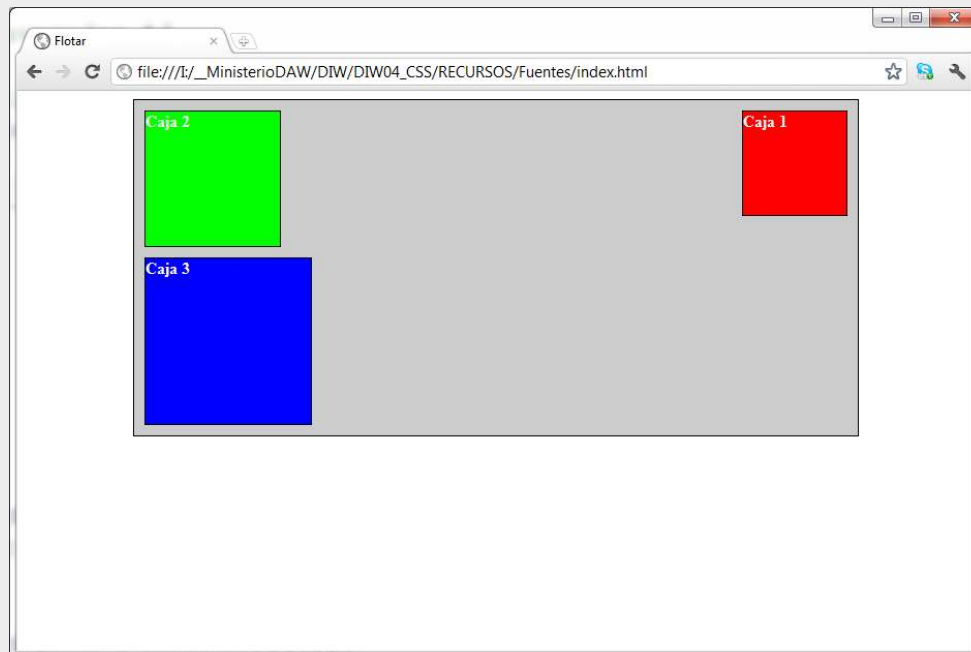 Flotar
file:///I:/__MinisterioDAW/DIW/DIW04_CSS/RECURSOS/Fuentes/index.html
Caja 2
Caja 1
Caja 3